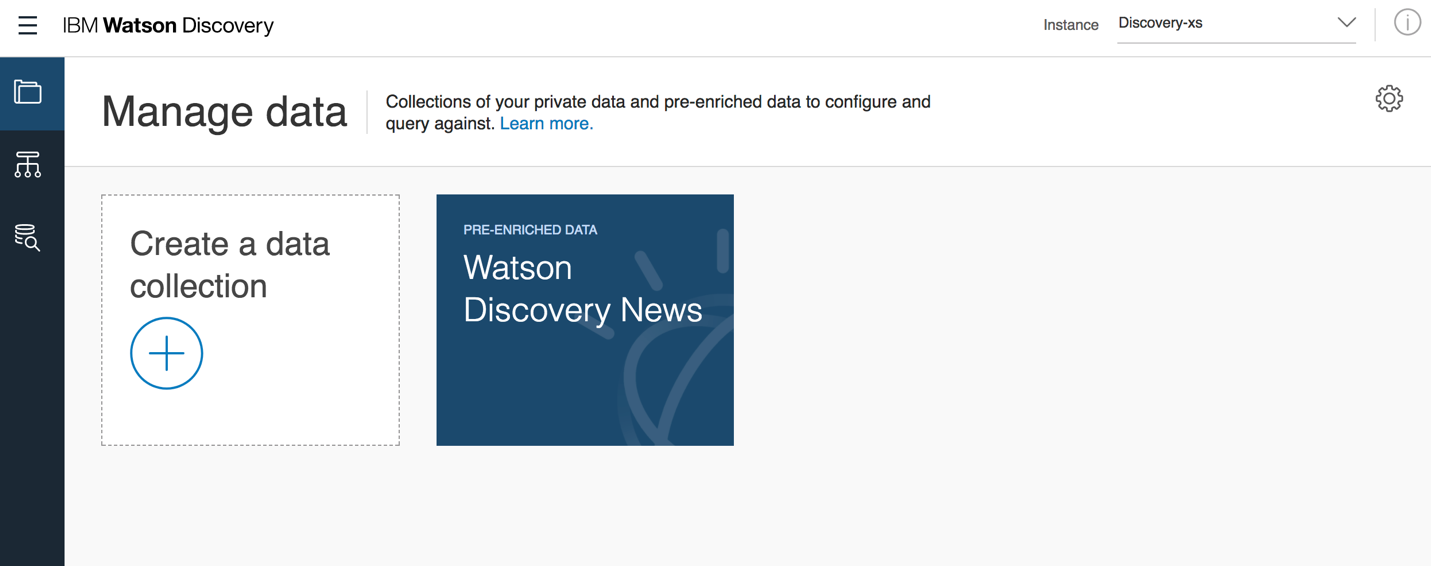 IBM Watson Discovery
Instance
Discovery-xs
Manage data
Collections of your private data and pre-enriched data to configure and
query against. Learn more.
Create a data
collection
PRE-ENRICHED DATA
Watson
Discovery News